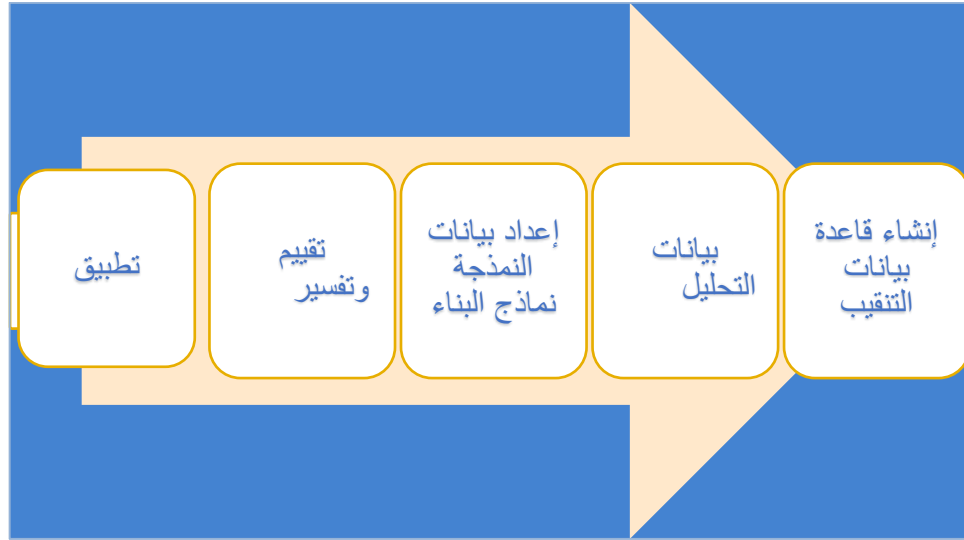 إنشاء قاعدة
بيانات
التنقيب
بيانات
التحليل
إعداد بيانات
النمذجة
نماذج البناء
تقييم
وتفسير
تطبيق